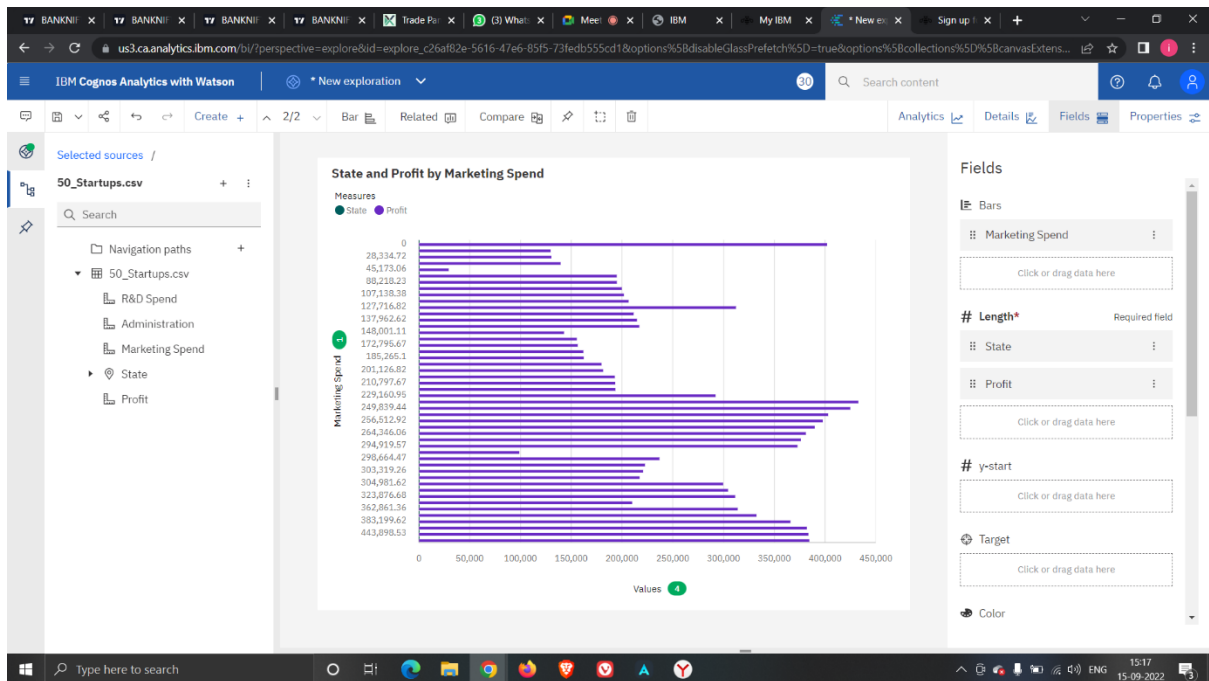 BANKNIF
BANKNIF
BANKNIF
BANKNIF
Trade Par
(3) Whats
Meet
IBM
My IBM
* New exp
Sign up f
us3.ca.analytics.ibm.com/bi/?perspective=explore&id=explore_c26af82e-5616-47e6-85f5-73fedb555cd1&options%5BdisableGlassPrefetch%5D=true&options%5Bcollections%5D%5BcanvasExtens...
i
IBM Cognos Analytics with Watson
* New exploration
30
Search content
Create +
2/2
Bar
Related
Compare
Analytics
Details
Fields
Properties
Selected sources /
50_Startups.csv
Search
Navigation paths
50_Startups.csv
R&D Spend
Administration
Marketing Spend
State
Profit
State and Profit by Marketing Spend
Measures
State Profit
Marketing Spend
1
0
28,334.72
45,173.06
88,218.23
107,138.38
127,716.82
137,962.62
148,001.11
172,795.67
185,265.1
201,126.82
210,797.67
229,160.95
249,839.44
256,512.92
264,346.06
294,919.57
298,664.47
303,319.26
304,981.62
323,876.68
362,861.36
383,199.62
443,898.53
0 50,000 100,000 150,000 200,000 250,000 300,000 350,000 400,000 450,000
Values 4
Fields
Bars
Marketing Spend
Click or drag data here
# Length* Required field
State
Profit
Click or drag data here
# y-start
Click or drag data here
Target
Click or drag data here
Color
Type here to search
ENG
15:17
15-09-2022
3